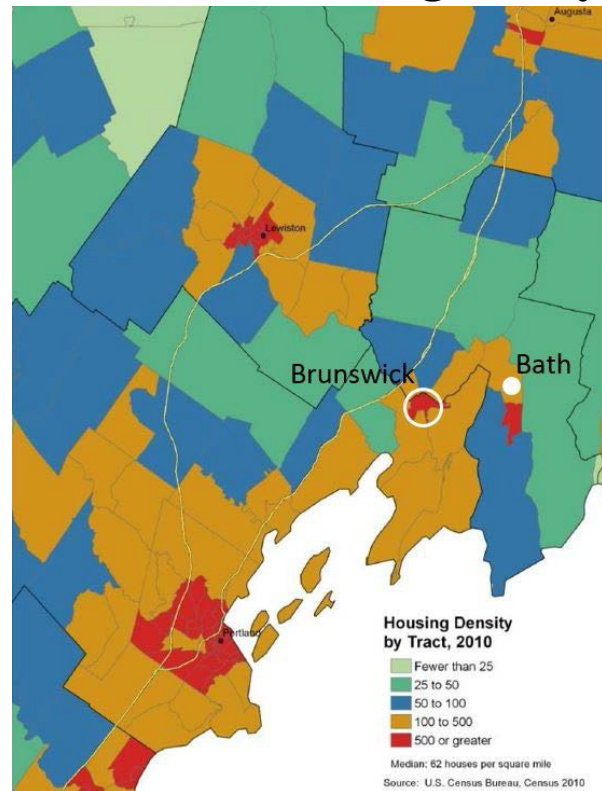 Augusta
Lewiston
Brunswick
Bath
Portland
Housing Density
by Tract, 2010
Fewer than 25
25 to 50
50 to 100
100 to 500
500 or greater
Median: 62 houses per square mile
Source: U.S. Census Bureau, Census 2010